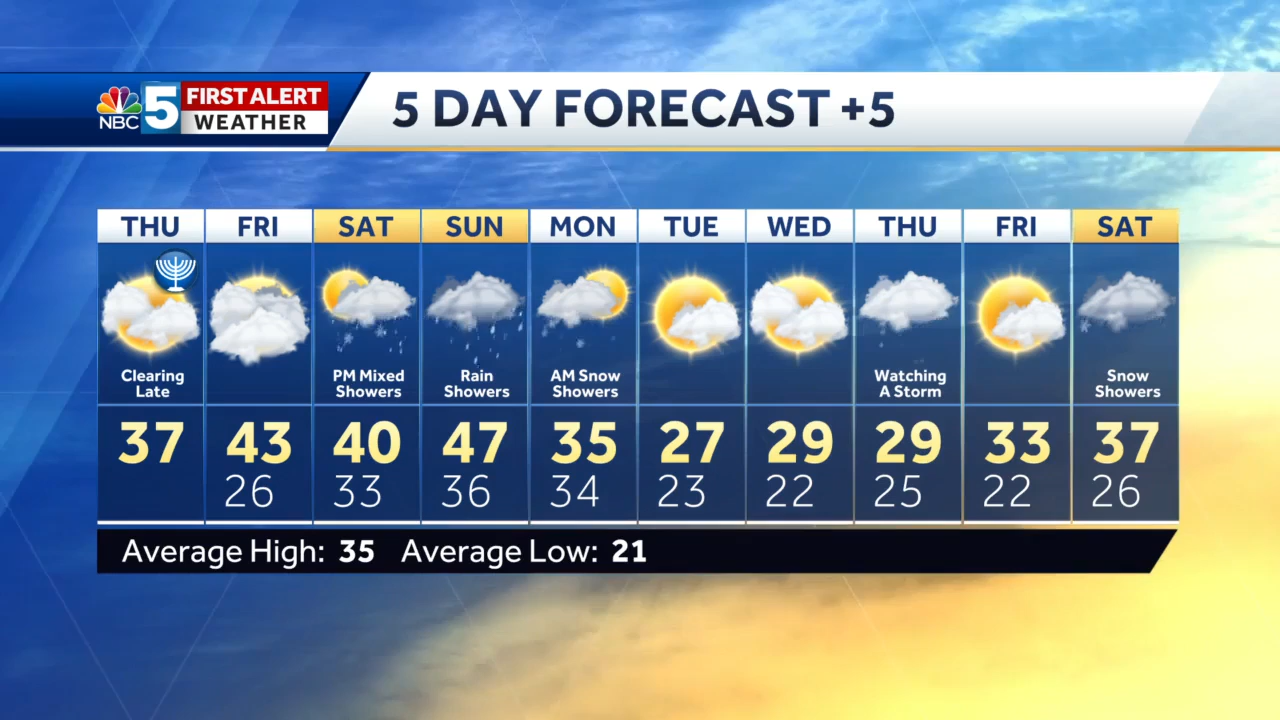 NBC 5 FIRST ALERT WEATHER
5 DAY FORECAST +5
THU FRI SAT SUN MON TUE WED THU FRI SAT
Clearing Late
PM Mixed Showers
Rain Showers
AM Snow Showers
Watching A Storm
Snow Showers
37 43 40 47 35 27 29 29 33 37
26 33 36 34 23 22 25 22 26
Average High: 35 Average Low: 21